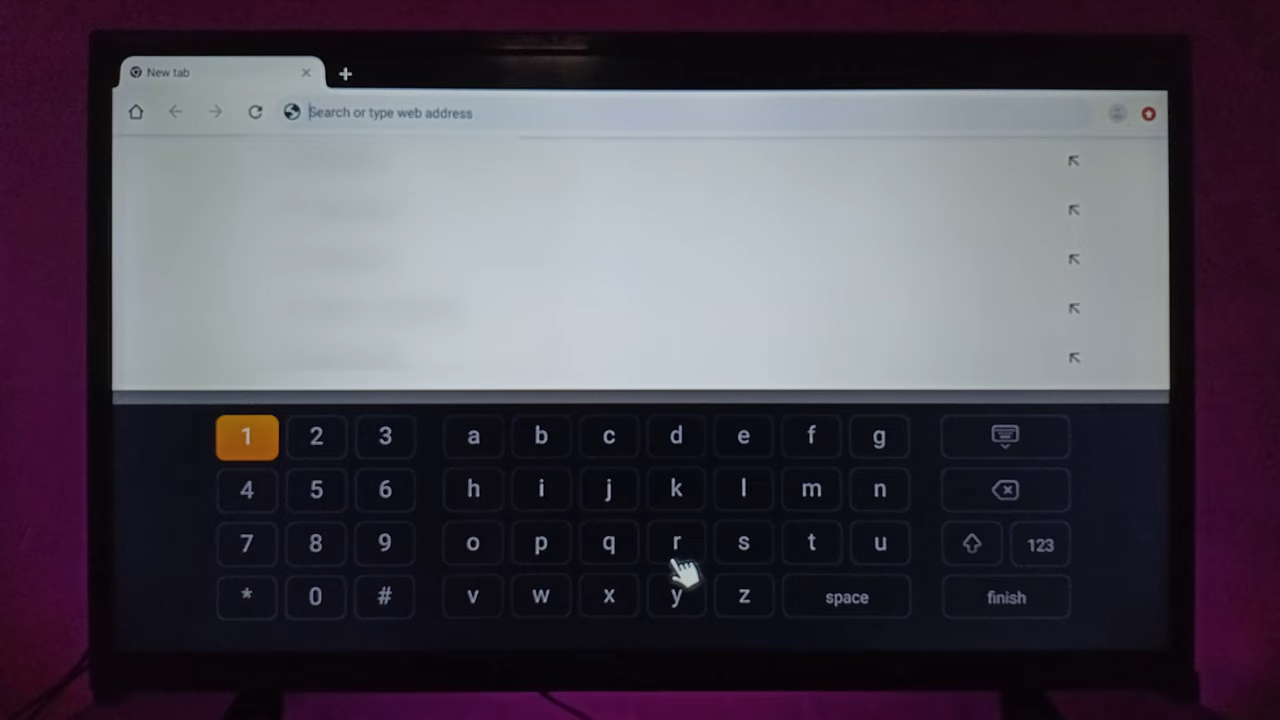 New tab
Search or type web address
1 2 3 a b c d e f g
4 5 6 h i j k l m n
7 8 9 o p q r s t u 123
* 0 # v w x y z space finish